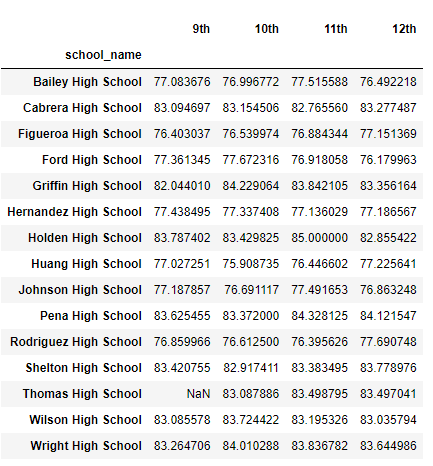 9th 10th 11th 12th
school_name
Bailey High School 77.083676 76.996772 77.515588 76.492218
Cabrera High School 83.094697 83.154506 82.765560 83.277487
Figueroa High School 76.403037 76.539974 76.884344 77.151369
Ford High School 77.361345 77.672316 76.918058 76.179963
Griffin High School 82.044010 84.229064 83.842105 83.356164
Hernandez High School 77.438495 77.337408 77.136029 77.186567
Holden High School 83.787402 83.429825 85.000000 82.855422
Huang High School 77.027251 75.908735 76.446602 77.225641
Johnson High School 77.187857 76.691117 77.491653 76.863248
Pena High School 83.625455 83.372000 84.328125 84.121547
Rodriguez High School 76.859966 76.612500 76.395626 77.690748
Shelton High School 83.420755 82.917411 83.383495 83.778976
Thomas High School NaN 83.087886 83.498795 83.497041
Wilson High School 83.085578 83.724422 83.195326 83.035794
Wright High School 83.264706 84.010288 83.836782 83.644986